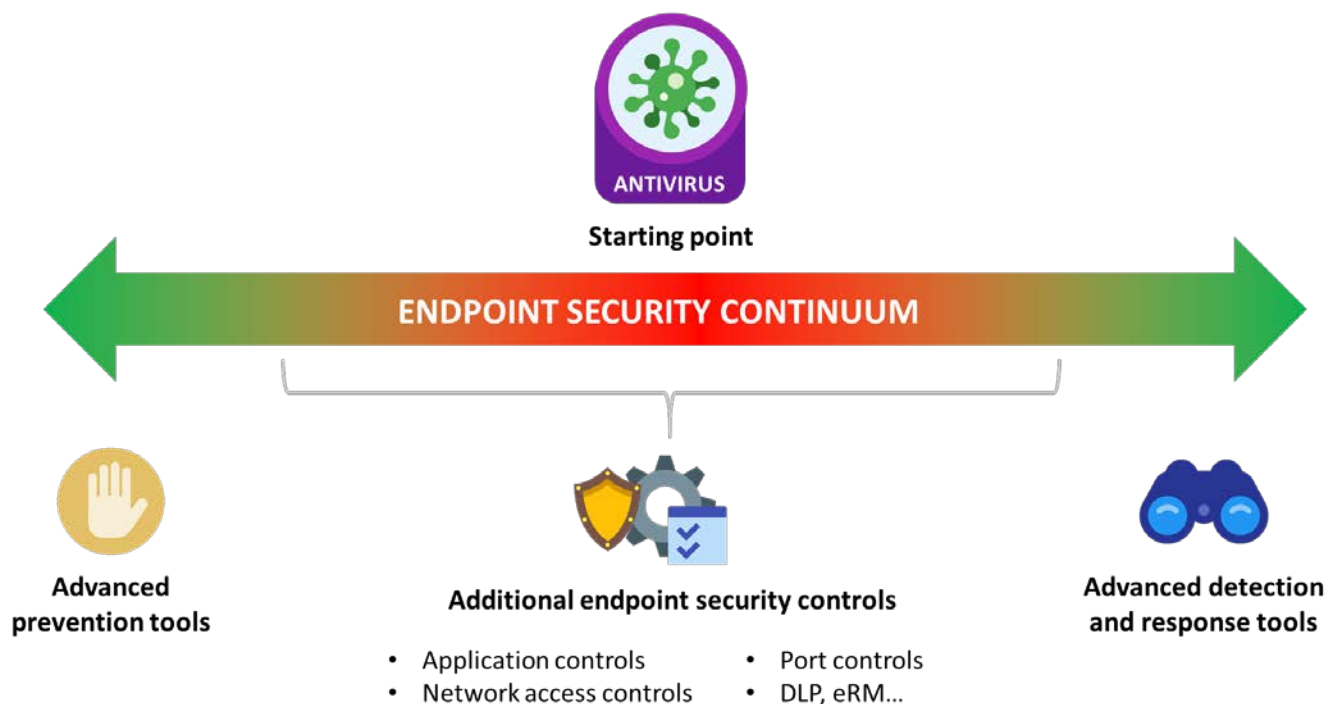 ANTIVIRUS
Starting point
ENDPOINT SECURITY CONTINUUM
Advanced
prevention tools
Additional endpoint security controls
• Application controls
• Network access controls
• Port controls
• DLP, eRM...
Advanced detection
and response tools